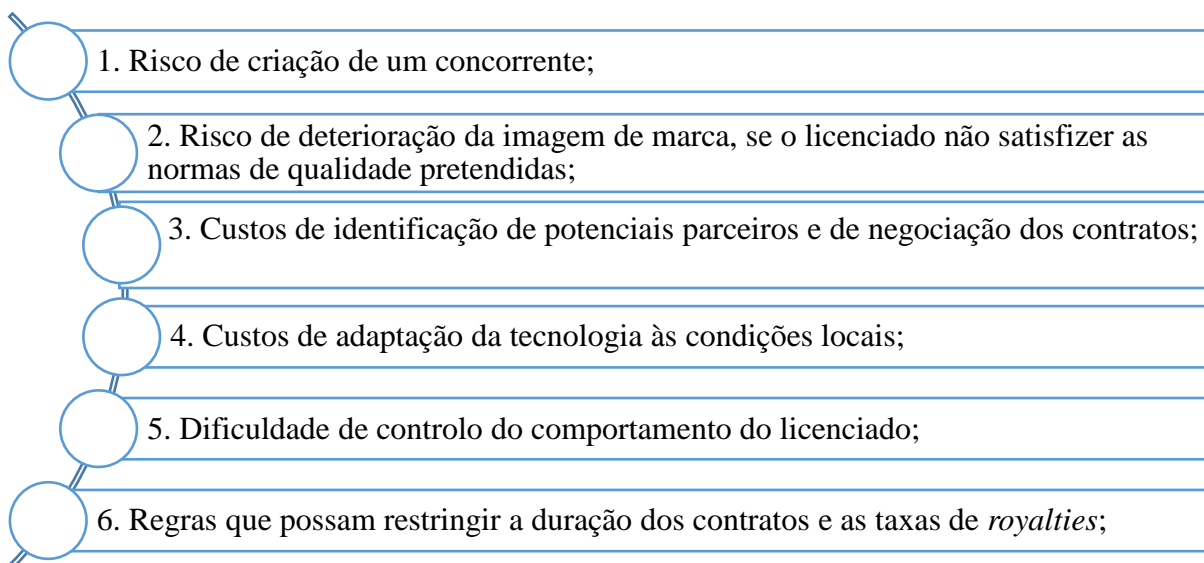 1. Risco de criação de um concorrente;
2. Risco de deterioração da imagem de marca, se o licenciado não satisfizer as
normas de qualidade pretendidas;
3. Custos de identificação de potenciais parceiros e de negociação dos contratos;
4. Custos de adaptação da tecnologia às condições locais;
5. Dificuldade de controlo do comportamento do licenciado;
6. Regras que possam restringir a duração dos contratos e as taxas de royalties;